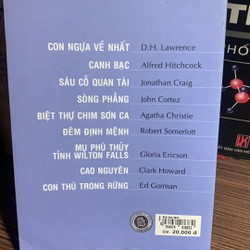 CON NGỰA VỀ NHẤT D.H. Lawrence
CANH BẠC Alfred Hitchcock
SÁU CỖ QUAN TÀI Jonathan Craig
SÒNG PHẲNG John Cortez
BIỆT THỰ CHIM SƠN CA Agatha Christie
ĐÊM ĐỊNH MỆNH Robert Somerlott
MỤ PHÙ THỦY
TỈNH WILTON FALLS Gloria Ericson
CAO NGUYÊN Clark Howard
CON THÚ TRONG RỪNG Ed Gorman
GV: 20.000 đ